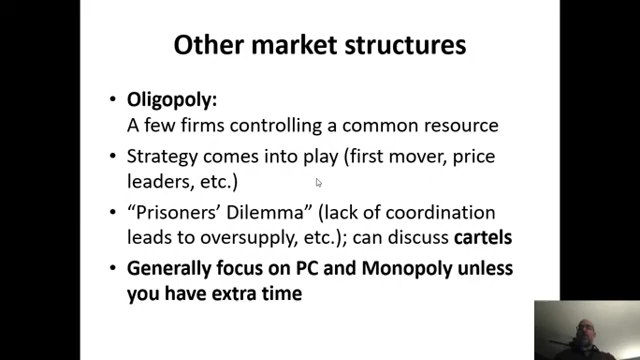 Other market structures
• Oligopoly:
A few firms controlling a common resource
• Strategy comes into play (first mover, price
leaders, etc.)
• “Prisoners’ Dilemma” (lack of coordination
leads to oversupply, etc.); can discuss cartels
• Generally focus on PC and Monopoly unless
you have extra time